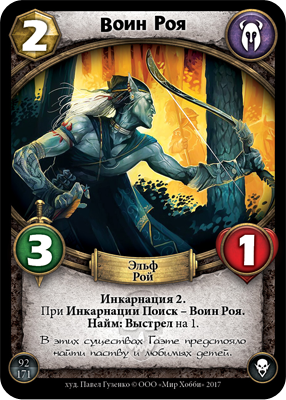 2
Воин Роя
3
1
Эльф
Рой
Инкарнация 2.
При Инкарнации Поиск – Воин Роя.
Найм: Выстрел на 1.
В этих существах Гаэте предстояло
найти паству и любимых детей.
92
171
худ. Павел Гузенко © ООО «Мир Хобби» 2017